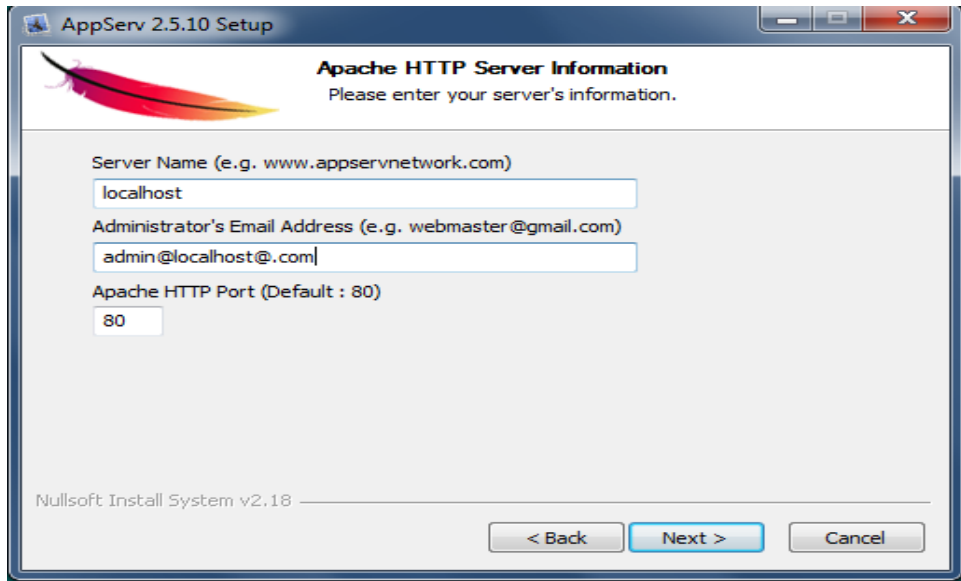 AppServ 2.5.10 Setup
Apache HTTP Server Information
Please enter your server's information.
Server Name (e.g. www.appservnetwork.com)
localhost
Administrator's Email Address (e.g. webmaster@gmail.com)
admin@localhost@.com
Apache HTTP Port (Default : 80)
80
Nullsoft Install System v2.18
< Back Next > Cancel